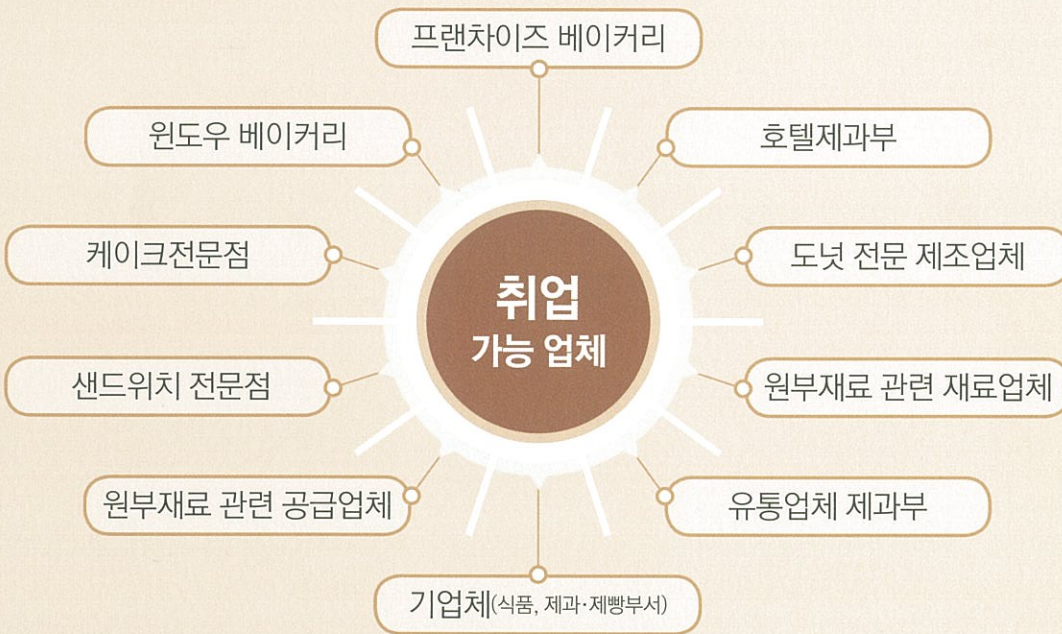 프랜차이즈 베이커리
윈도우 베이커리
호텔제과부
케이크전문점
도넛 전문 제조업체
취업
가능 업체
샌드위치 전문점
원부재료 관련 재료업체
원부재료 관련 공급업체
유통업체 제과부
기업체(식품, 제과·제빵부서)